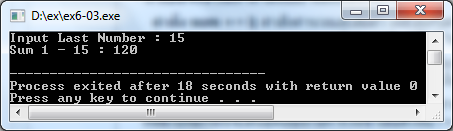 D:\ex\ex6-03.exe
Input Last Number : 15
Sum 1 - 15 : 120
--------------------------------
Process exited after 18 seconds with return value 0
Press any key to continue . . .